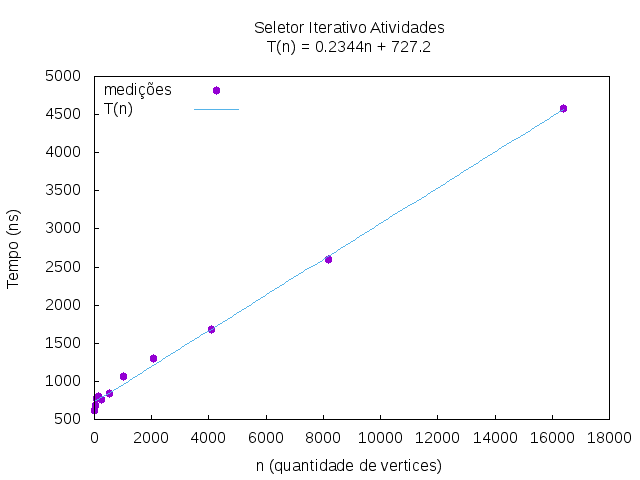 Seletor Iterativo Atividades
T(n) = 0.2344n + 727.2
5000
4500
4000
3500
3000
2500
2000
1500
1000
500
medições
T(n)
Tempo (ns)
0 2000 4000 6000 8000 10000 12000 14000 16000 18000
n (quantidade de vertices)